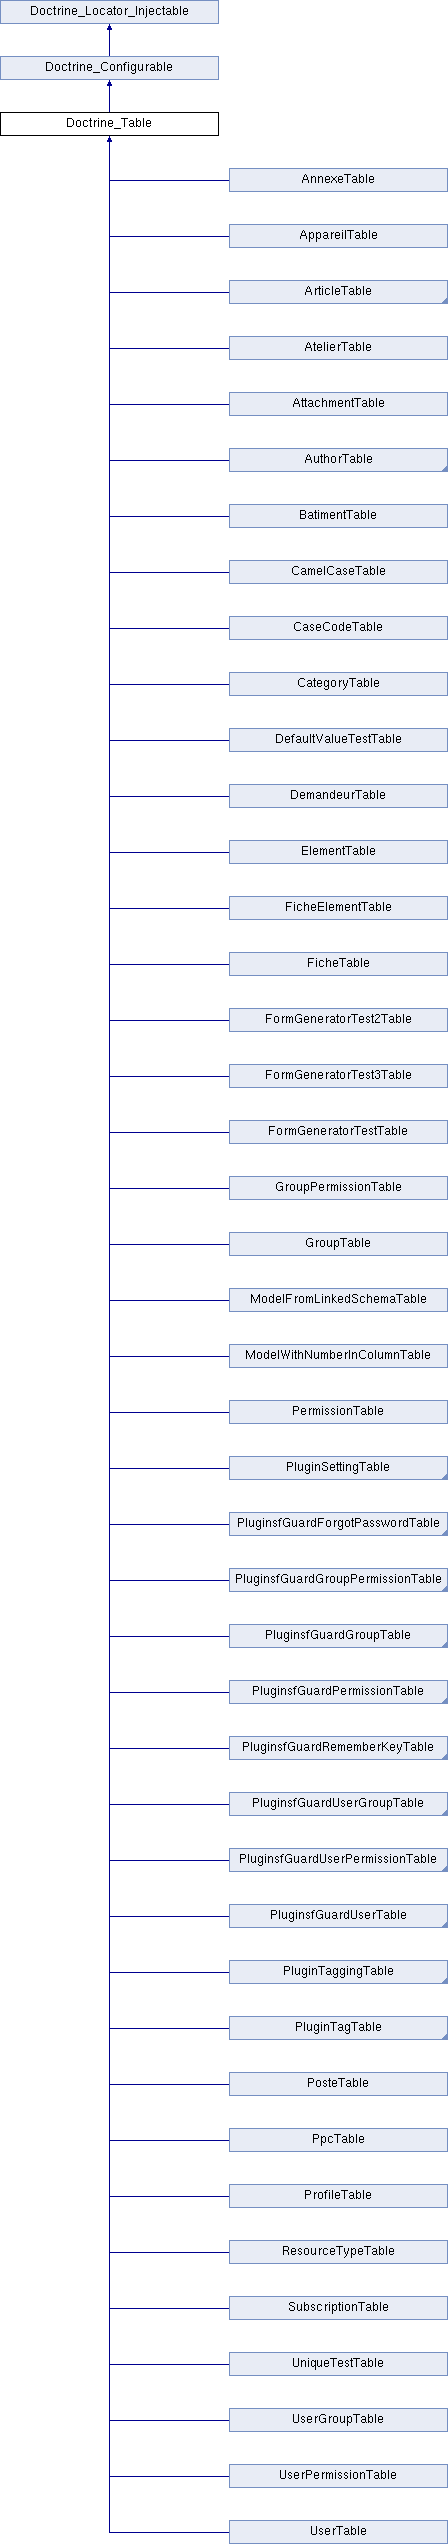 Doctrine_Locator_Injectable
Doctrine_Configurable
Doctrine_Table
AnnexeTable
AppareilTable
ArticleTable
AtelierTable
AttachmentTable
AuthorTable
BatimentTable
CamelCaseTable
CaseCodeTable
CategoryTable
DefaultValueTestTable
DemandeurTable
ElementTable
FicheElementTable
FicheTable
FormGeneratorTest2Table
FormGeneratorTest3Table
FormGeneratorTestTable
GroupPermissionTable
GroupTable
ModelFromLinkedSchemaTable
ModelWithNumberInColumnTable
PermissionTable
PluginSettingTable
PluginsfGuardForgotPasswordTable
PluginsfGuardGroupPermissionTable
PluginsfGuardGroupTable
PluginsfGuardPermissionTable
PluginsfGuardRememberKeyTable
PluginsfGuardUserGroupTable
PluginsfGuardUserPermissionTable
PluginsfGuardUserTable
PluginTaggingTable
PluginTagTable
PosteTable
PpcTable
ProfileTable
ResourceTypeTable
SubscriptionTable
UniqueTestTable
UserGroupTable
UserPermissionTable
UserTable